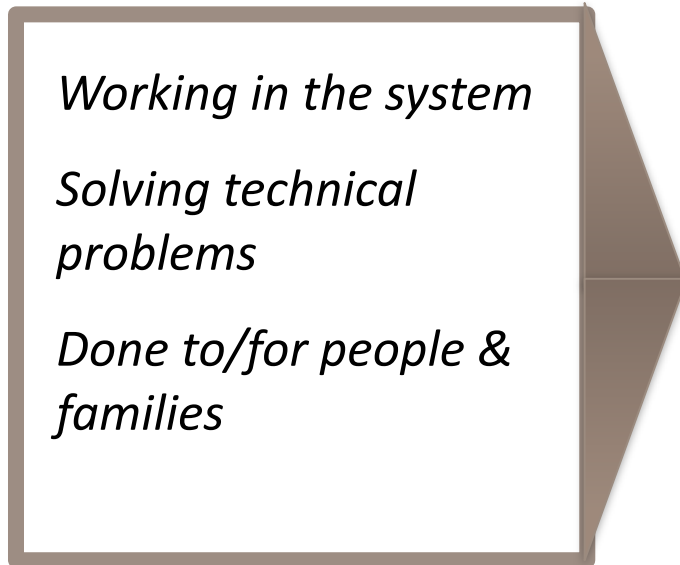 Working in the system
Solving technical
problems
Done to/for people &
families